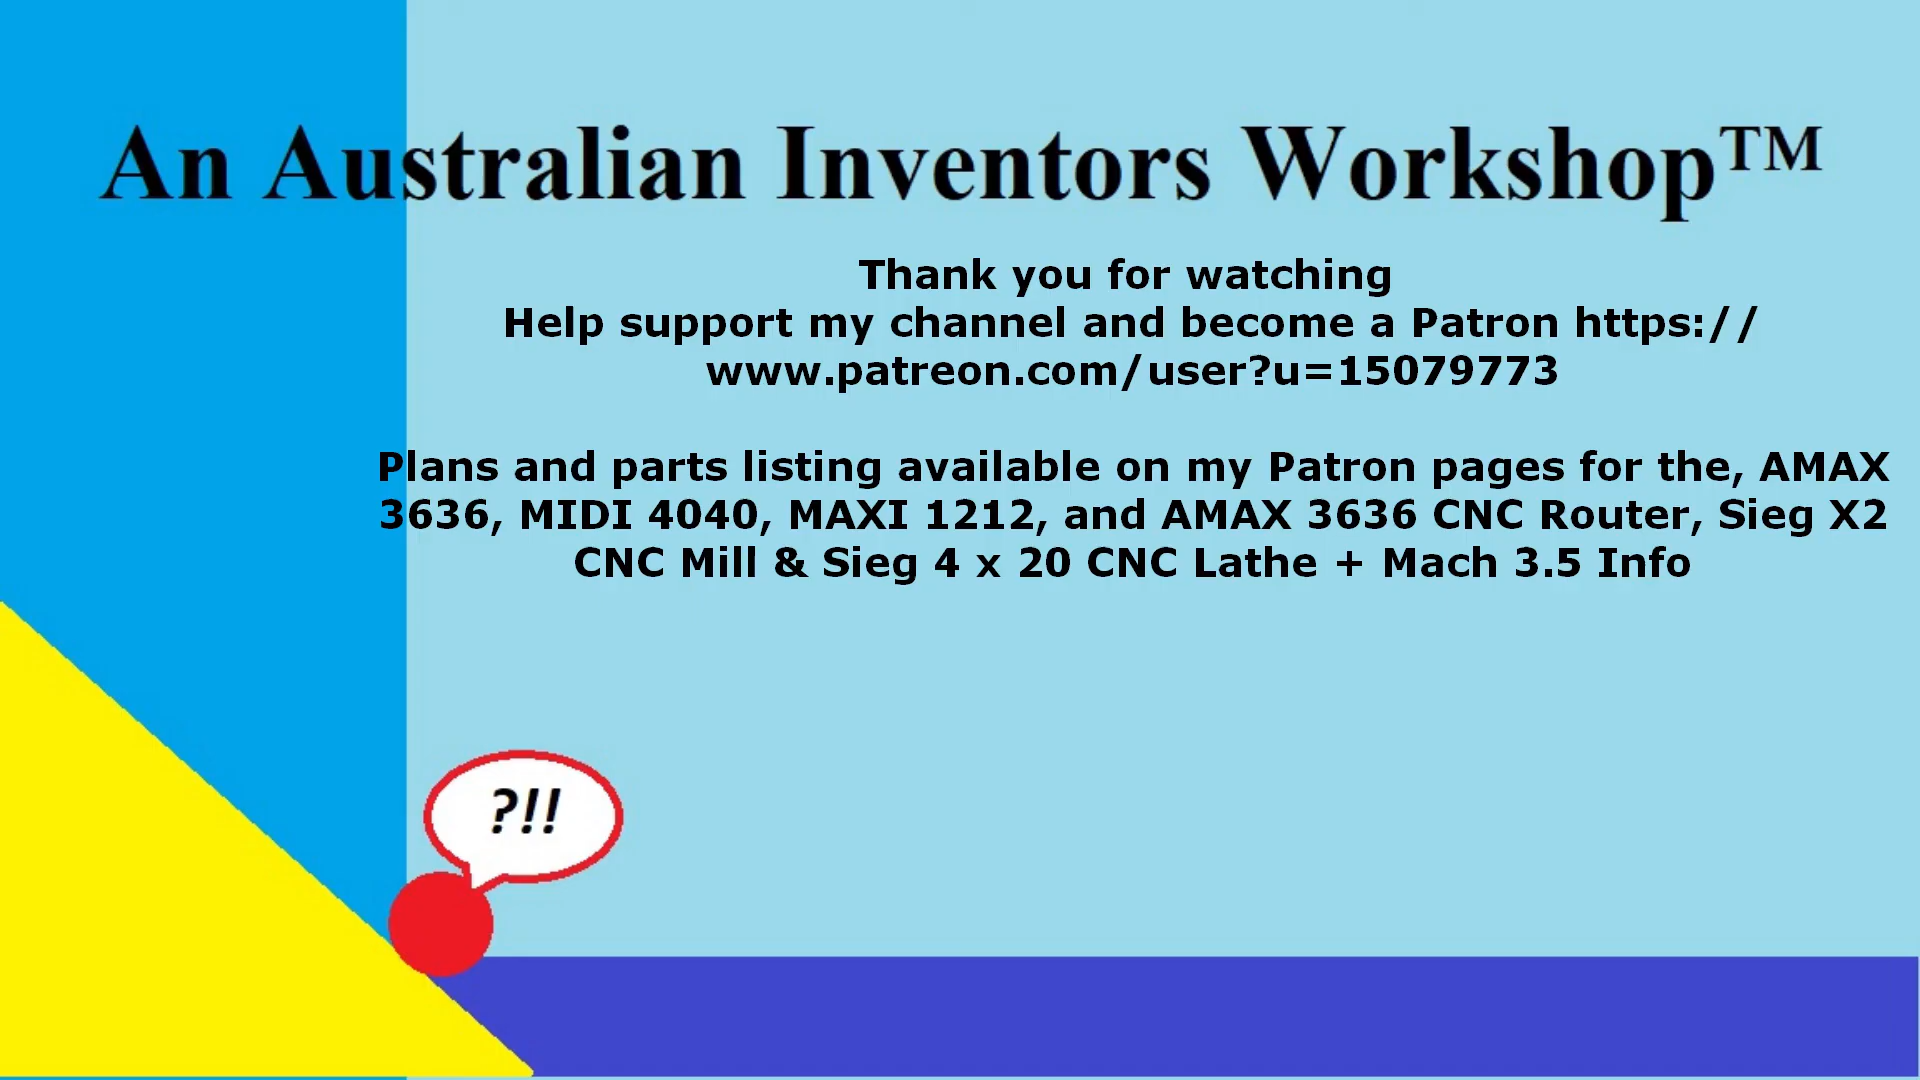 An Australian Inventors Workshop™
Thank you for watching
Help support my channel and become a Patron https://
www.patreon.com/user?u=15079773
Plans and parts listing available on my Patron pages for the, AMAX
3636, MIDI 4040, MAXI 1212, and AMAX 3636 CNC Router, Sieg X2
CNC Mill & Sieg 4 x 20 CNC Lathe + Mach 3.5 Info
?!!